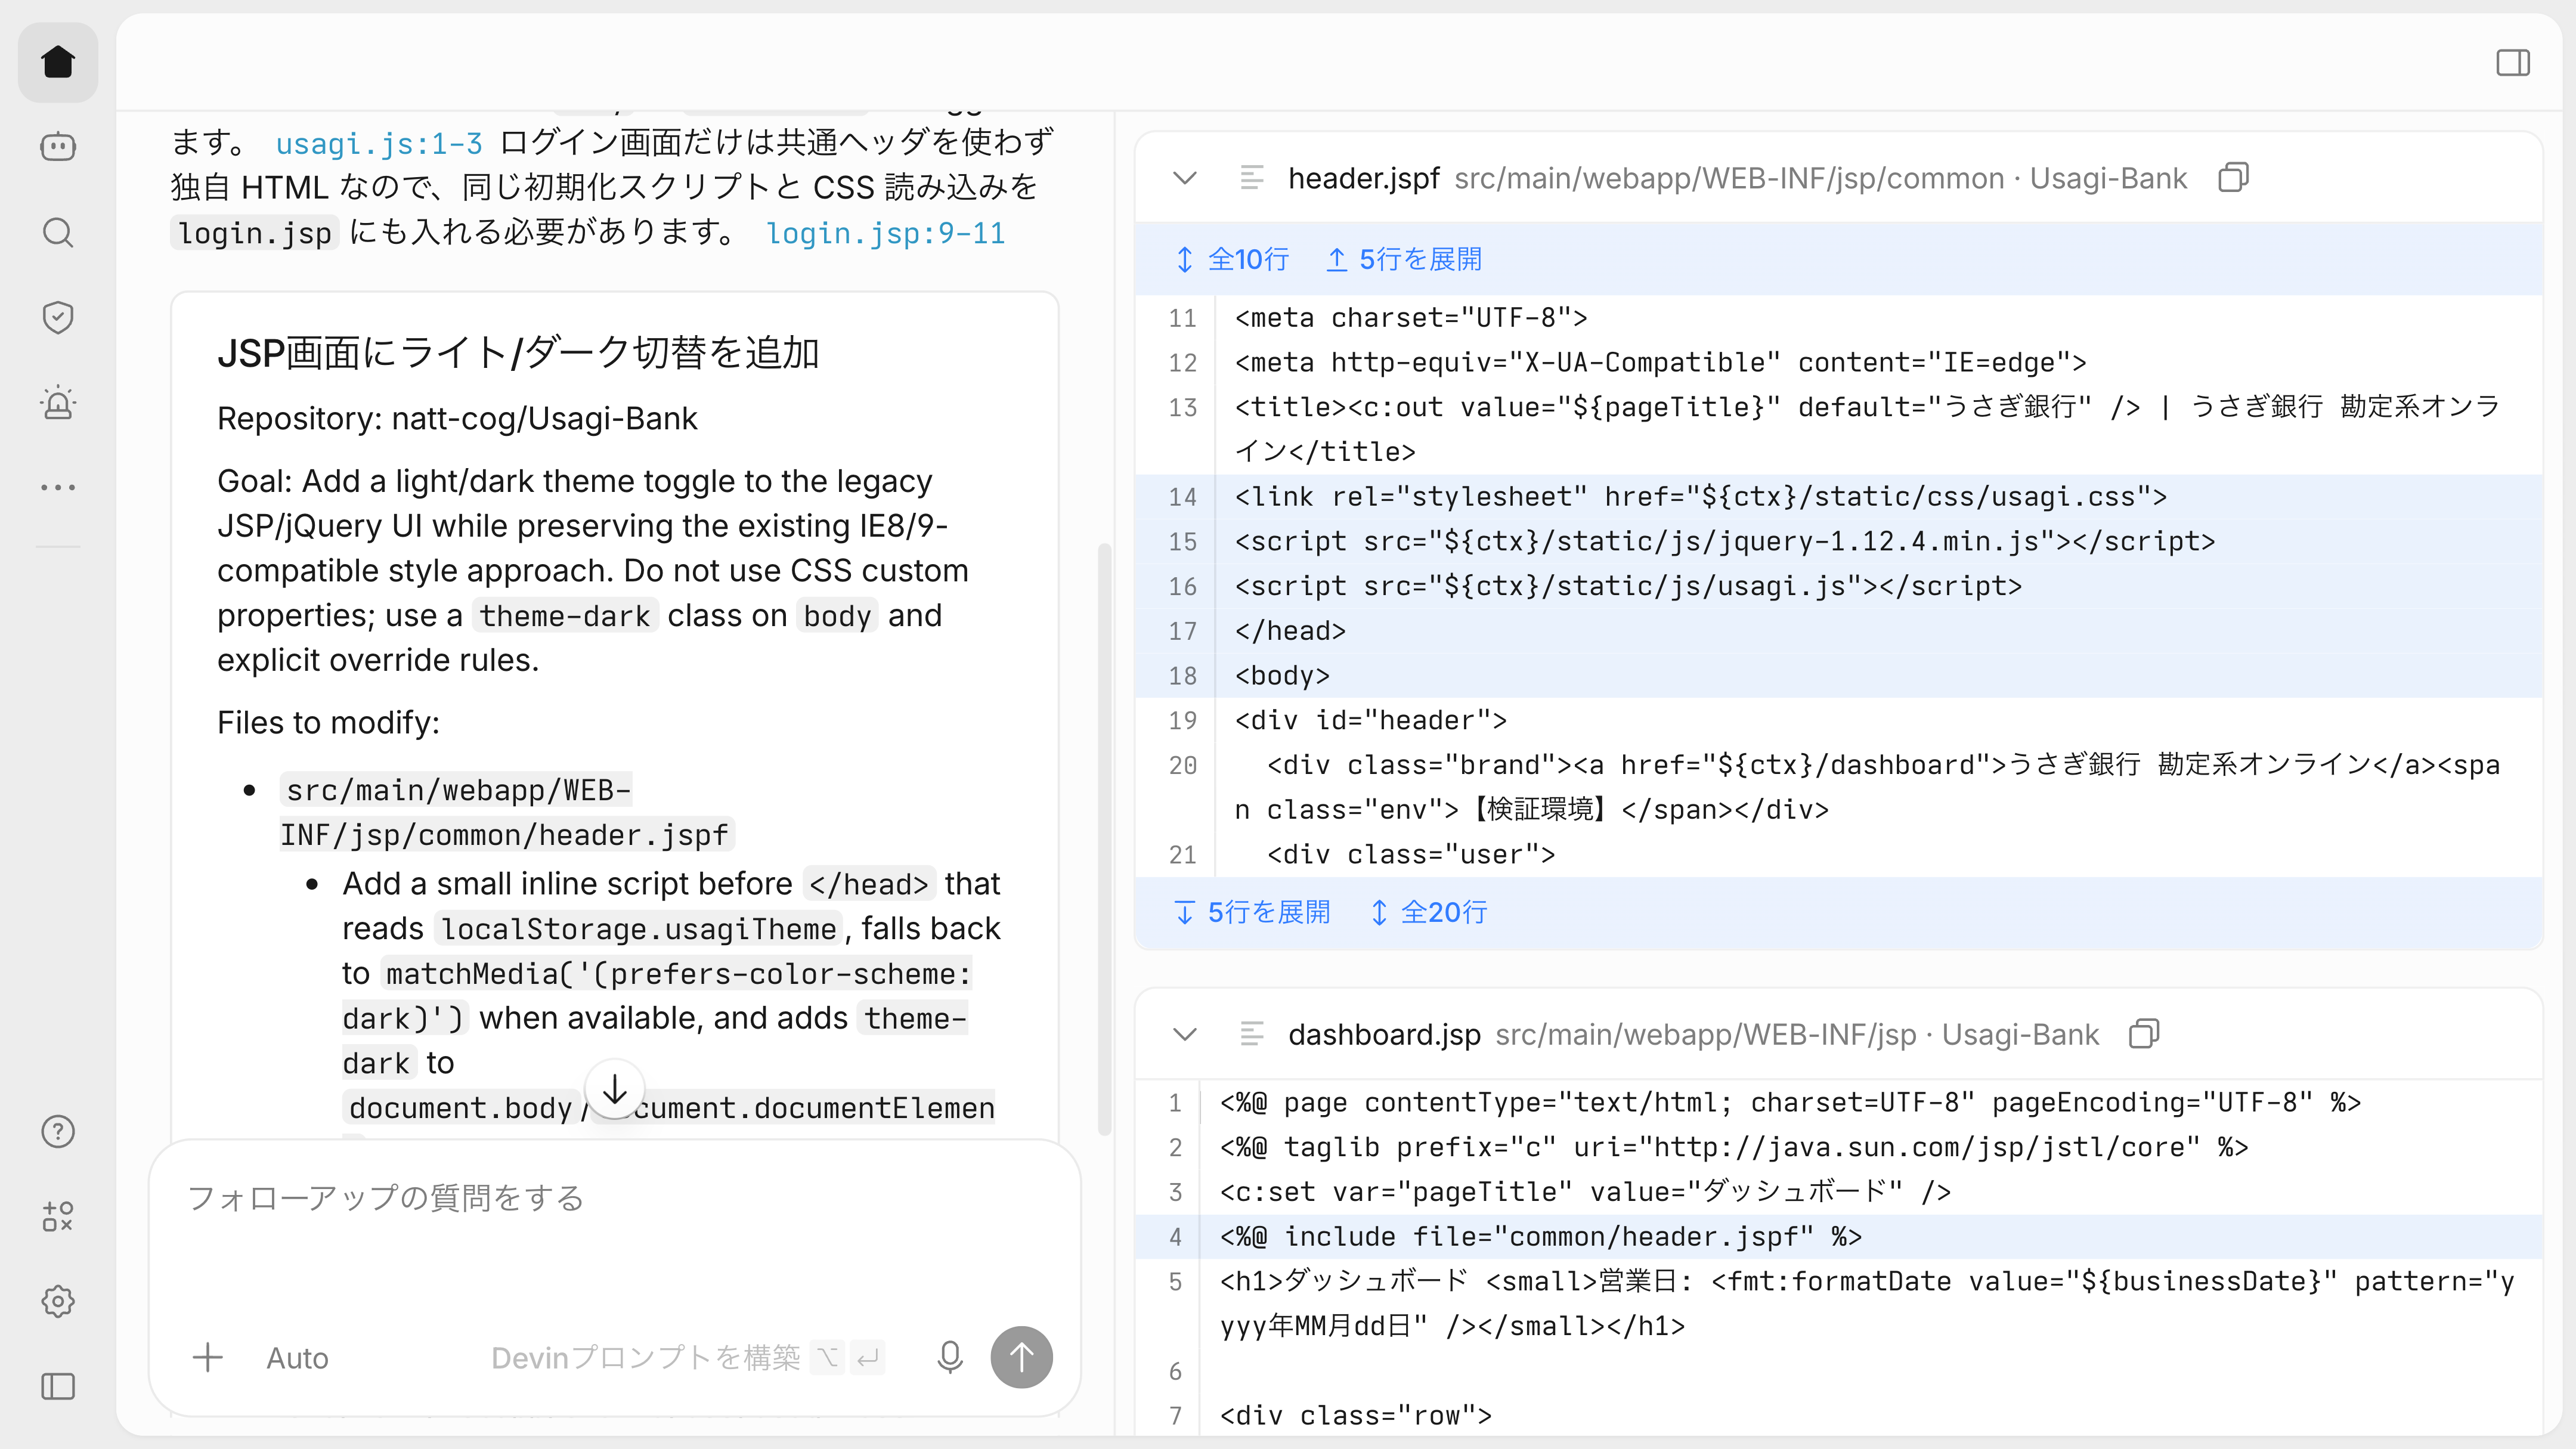 ます。 usagi.js:1-3 ログイン画面だけは共通ヘッダを使わず
独自 HTML なので、同じ初期化スクリプトと CSS 読み込みを
login.jsp にも入れる必要があります。 login.jsp:9-11
JSP画面にライト/ダーク切替を追加
Repository: natt-cog/Usagi-Bank
Goal: Add a light/dark theme toggle to the legacy
JSP/jQuery UI while preserving the existing IE8/9-
compatible style approach. Do not use CSS custom
properties; use a theme-dark class on body and
explicit override rules.
Files to modify:
src/main/webapp/WEB-
INF/jsp/common/header.jspf
Add a small inline script before </head> that
reads localStorage.usagiTheme, falls back
to matchMedia('(prefers-color-scheme:
dark)') when available, and adds theme-
dark to
document.body/ cument.documentElemen
フォローアップの質問をする
Auto
Devinプロンプトを構築
header.jspf src/main/webapp/WEB-INF/jsp/common · Usagi-Bank
全10行 5行を展開
11 <meta charset="UTF-8">
12 <meta http-equiv="X-UA-Compatible" content="IE=edge">
13 <title><c:out value="${pageTitle}" default="うさぎ銀行" /> | うさぎ銀行 勘定系オンラ
イン</title>
14 <link rel="stylesheet" href="${ctx}/static/css/usagi.css">
15 <script src="${ctx}/static/js/jquery-1.12.4.min.js"></script>
16 <script src="${ctx}/static/js/usagi.js"></script>
17 </head>
18 <body>
19 <div id="header">
20 <div class="brand"><a href="${ctx}/dashboard">うさぎ銀行 勘定系オンライン</a><spa
n class="env">【検証環境】</span></div>
21 <div class="user">
5行を展開 全20行
dashboard.jsp src/main/webapp/WEB-INF/jsp · Usagi-Bank
1 <%@ page contentType="text/html; charset=UTF-8" pageEncoding="UTF-8" %>
2 <%@ taglib prefix="c" uri="http://java.sun.com/jsp/jstl/core" %>
3 <c:set var="pageTitle" value="ダッシュボード" />
4 <%@ include file="common/header.jspf" %>
5 <h1>ダッシュボード <small>営業日: <fmt:formatDate value="${businessDate}" pattern="y
yyy年MM月dd日" /></small></h1>
6
7 <div class="row">